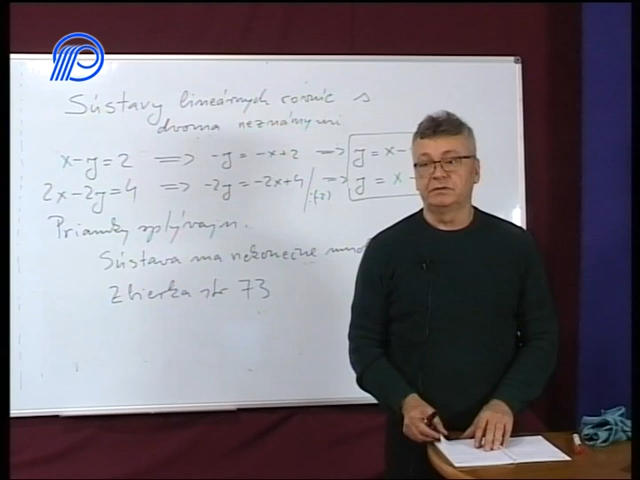 Sústavy lineárnych rovníc s
dvoma neznámymi
x-y=2 => -y=-x+2 => y=x-
2x-2y=4 => -2y=-2x+4 /:(-2) => y=x
Priamky splývajú.
Sústava má nekonečne mno
Zbierka str 73